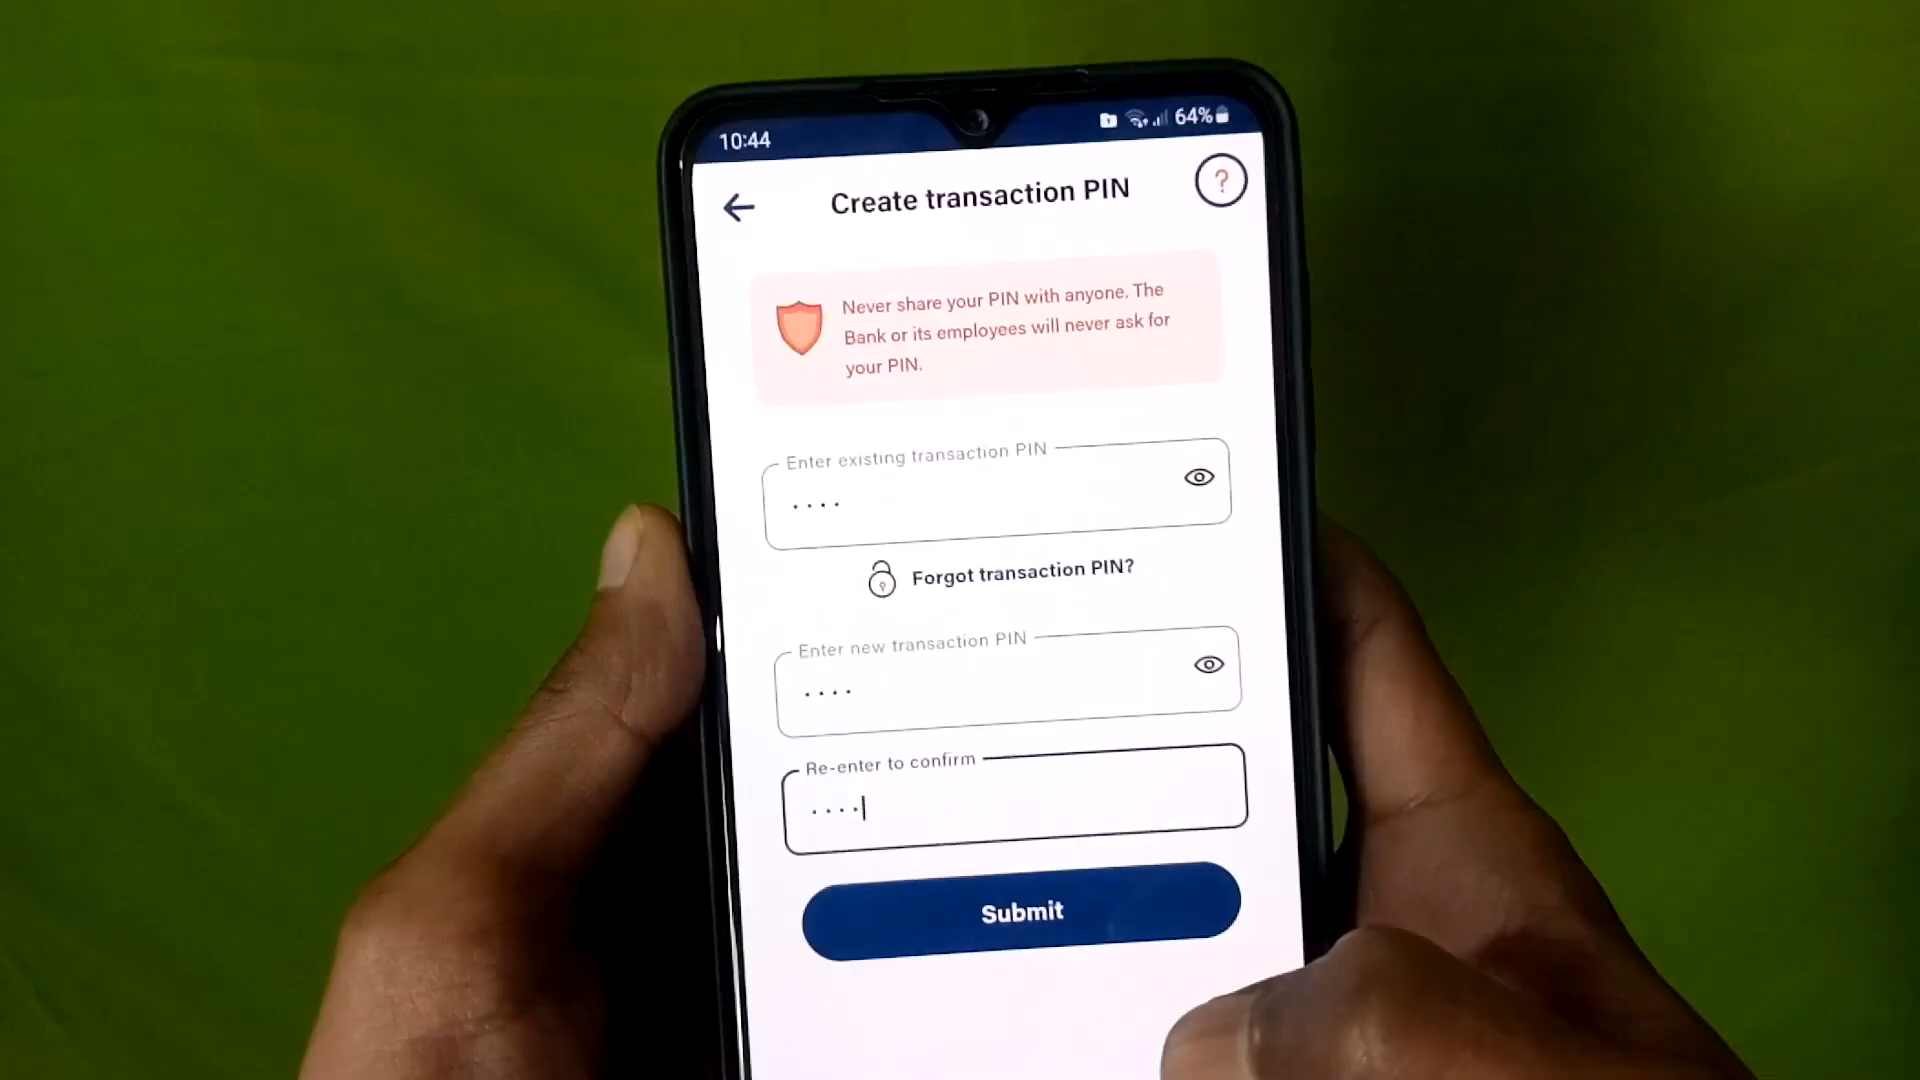 10:44
64%
Create transaction PIN
?
Never share your PIN with anyone. The
Bank or its employees will never ask for
your PIN.
Enter existing transaction PIN
....
Forgot transaction PIN?
Enter new transaction PIN
....
Re-enter to confirm
....
Submit